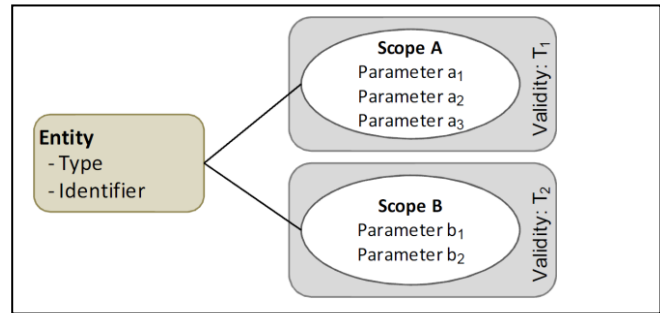 Entity
- Type
- Identifier
Scope A
Parameter a₁
Parameter a₂
Parameter a₃
Validity: T₁
Scope B
Parameter b₁
Parameter b₂
Validity: T₂